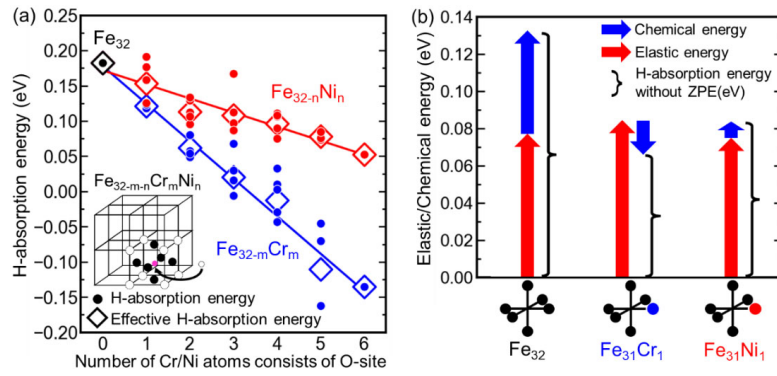 (a)
H-absorption energy (eV)
0.20
0.15
0.10
0.05
0.00
−0.05
−0.10
−0.15
−0.20
Fe32
Fe32-nNin
Fe32-m-nCrmNin
Fe32-mCrm
H-absorption energy
Effective H-absorption energy
0 1 2 3 4 5 6
Number of Cr/Ni atoms consists of O-site
(b)
Elastic/Chemical energy (eV)
0.14
0.12
0.10
0.08
0.06
0.04
0.02
0.00
Chemical energy
Elastic energy
H-absorption energy
without ZPE(eV)
Fe32 Fe31Cr1 Fe31Ni1